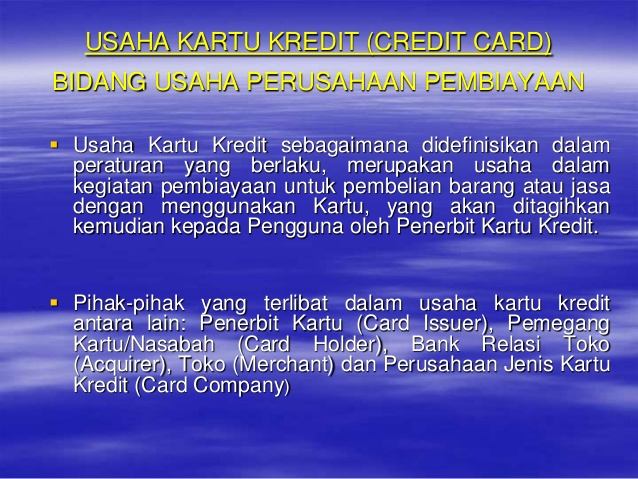 USAHA KARTU KREDIT (CREDIT CARD)
BIDANG USAHA PERUSAHAAN PEMBIAYAAN
Usaha Kartu Kredit sebagaimana didefinisikan dalam
peraturan yang berlaku, merupakan usaha dalam
kegiatan pembiayaan untuk pembelian barang atau jasa
dengan menggunakan Kartu, yang akan ditagihkan
kemudian kepada Pengguna oleh Penerbit Kartu Kredit.
Pihak-pihak yang terlibat dalam usaha kartu kredit
antara lain: Penerbit Kartu (Card Issuer), Pemegang
Kartu/Nasabah (Card Holder), Bank Relasi Toko
(Acquirer), Toko (Merchant) dan Perusahaan Jenis Kartu
Kredit (Card Company)